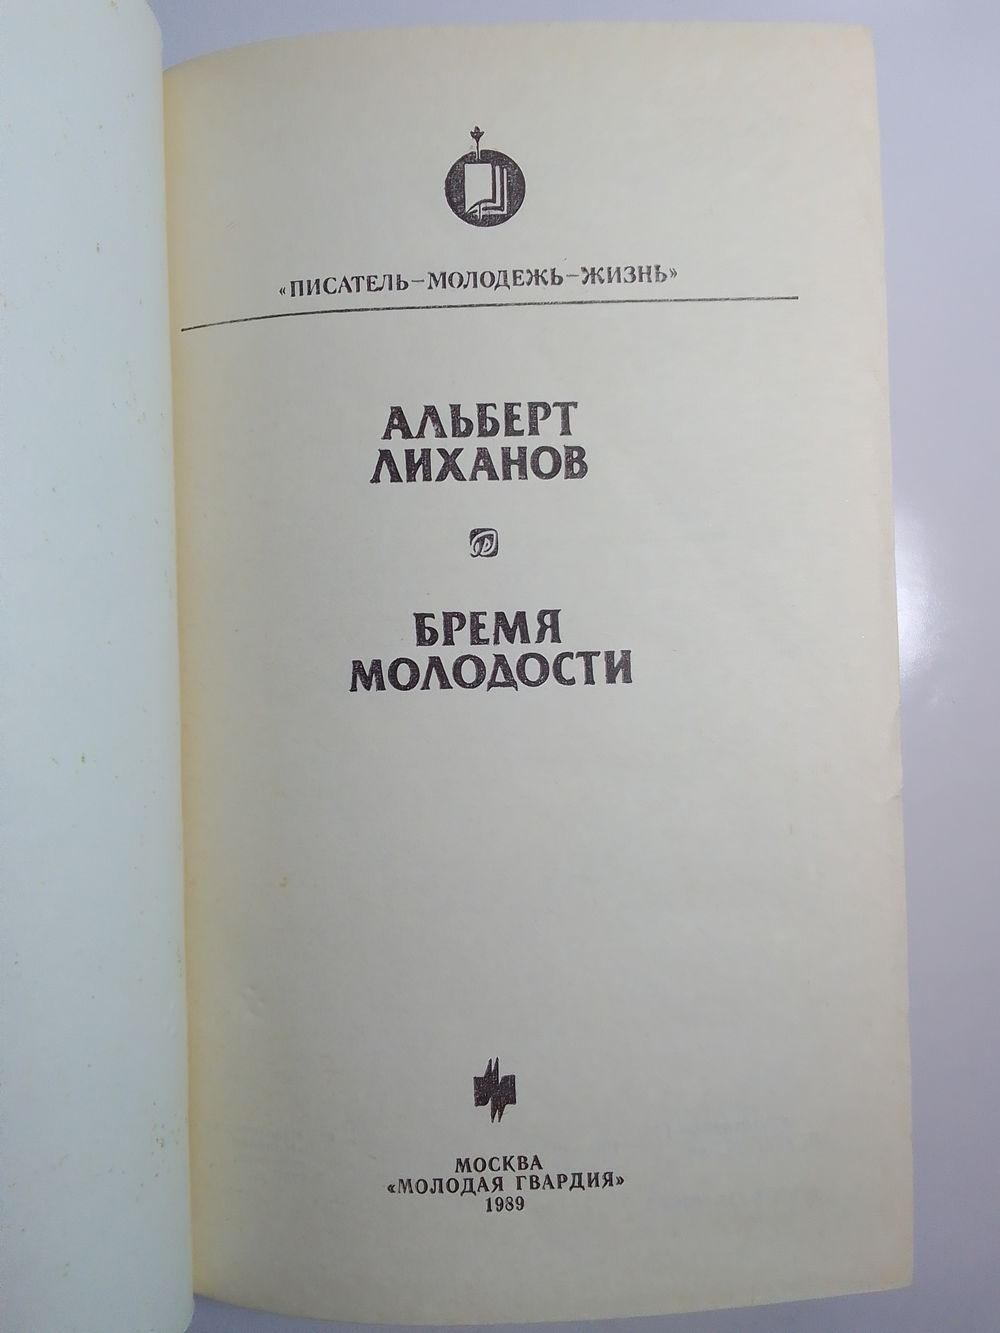 «ПИСАТЕЛЬ—МОЛОДЕЖЬ—ЖИЗНЬ»
АЛЬБЕРТ
ЛИХАНОВ
БРЕМЯ
МОЛОДОСТИ
МОСКВА
«МОЛОДАЯ ГВАРДИЯ»
1989